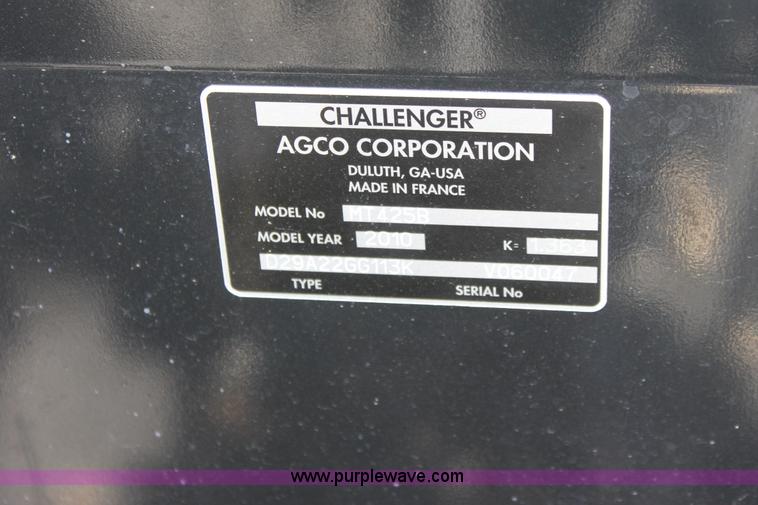 CHALLENGER®
AGCO CORPORATION
DULUTH, GA-USA
MADE IN FRANCE
MODEL No MT425B
MODEL YEAR 2010 K= 1.363
D29A22GG113K V060047
TYPE SERIAL No
www.purplewave.com